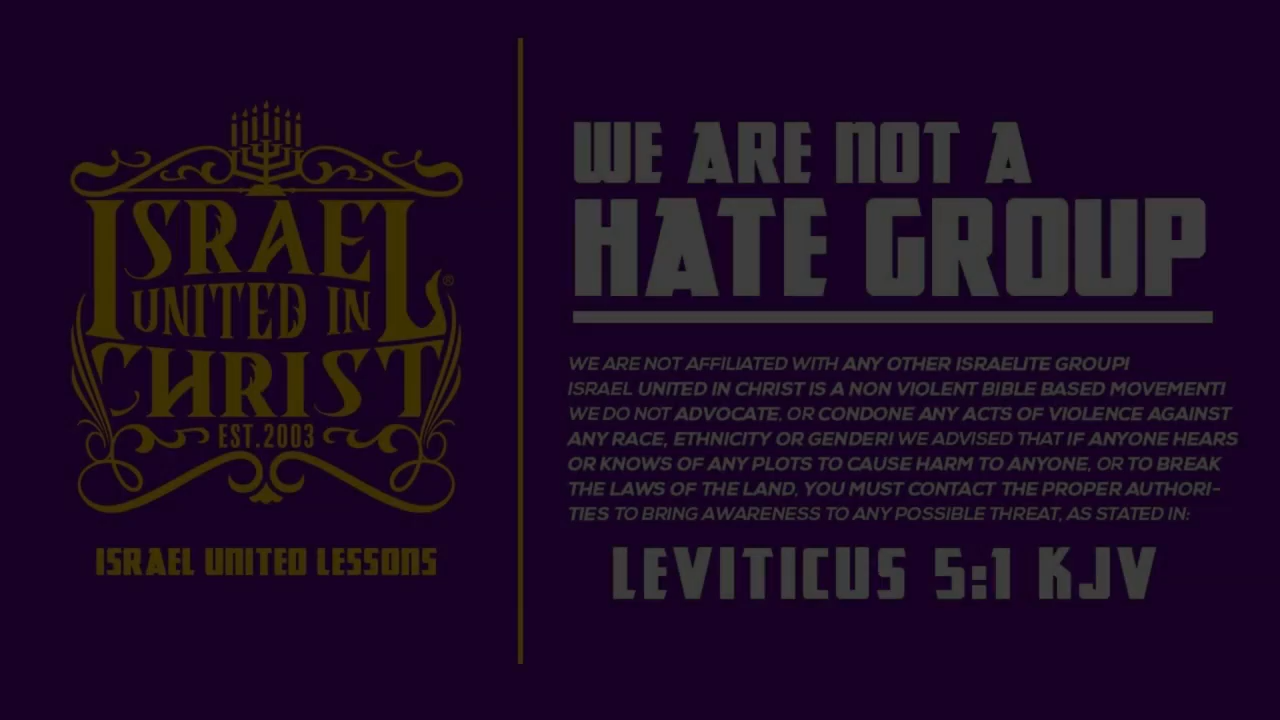 ISRAEL
UNITED IN
CHRIST
®
EST.2003
ISRAEL UNITED LESSONS
WE ARE NOT A
HATE GROUP
WE ARE NOT AFFILIATED WITH ANY OTHER ISRAELITE GROUP!
ISRAEL UNITED IN CHRIST IS A NON VIOLENT BIBLE BASED MOVEMENT!
WE DO NOT ADVOCATE, OR CONDONE ANY ACTS OF VIOLENCE AGAINST
ANY RACE, ETHNICITY OR GENDER! WE ADVISED THAT IF ANYONE HEARS
OR KNOWS OF ANY PLOTS TO CAUSE HARM TO ANYONE, OR TO BREAK
THE LAWS OF THE LAND, YOU MUST CONTACT THE PROPER AUTHORI-
TIES TO BRING AWARENESS TO ANY POSSIBLE THREAT, AS STATED IN:
LEVITICUS 5:1 KJV